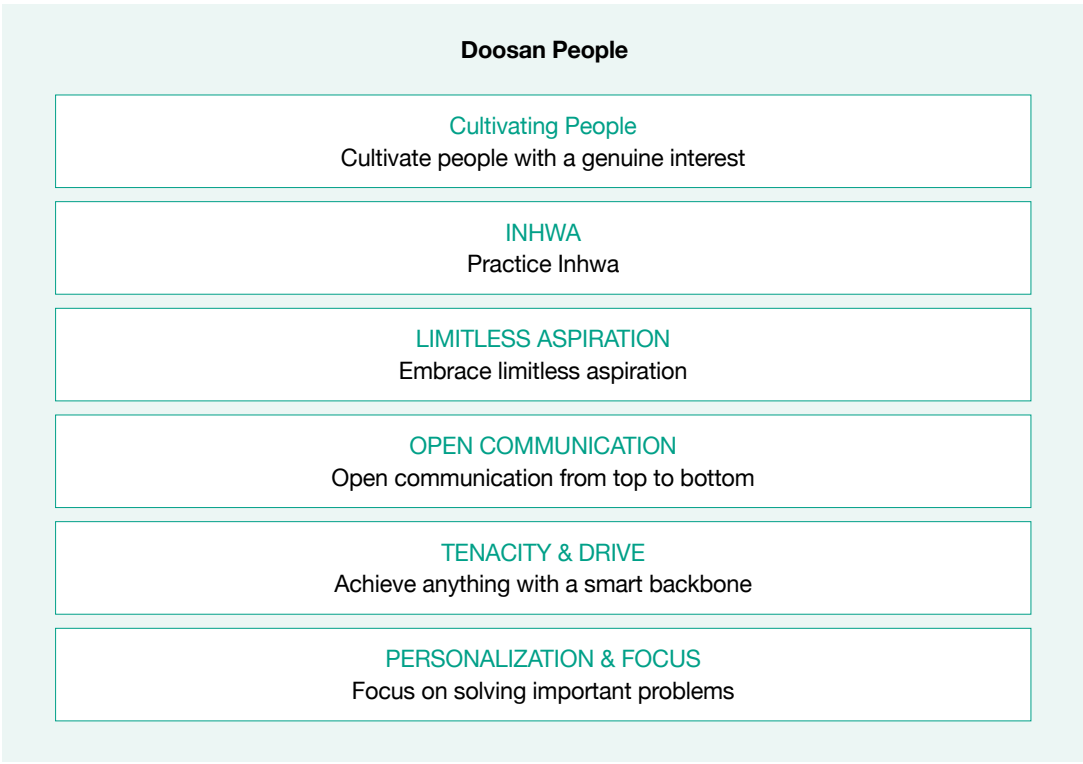 Doosan People
Cultivating People
Cultivate people with a genuine interest
INHWA
Practice Inhwa
LIMITLESS ASPIRATION
Embrace limitless aspiration
OPEN COMMUNICATION
Open communication from top to bottom
TENACITY & DRIVE
Achieve anything with a smart backbone
PERSONALIZATION & FOCUS
Focus on solving important problems